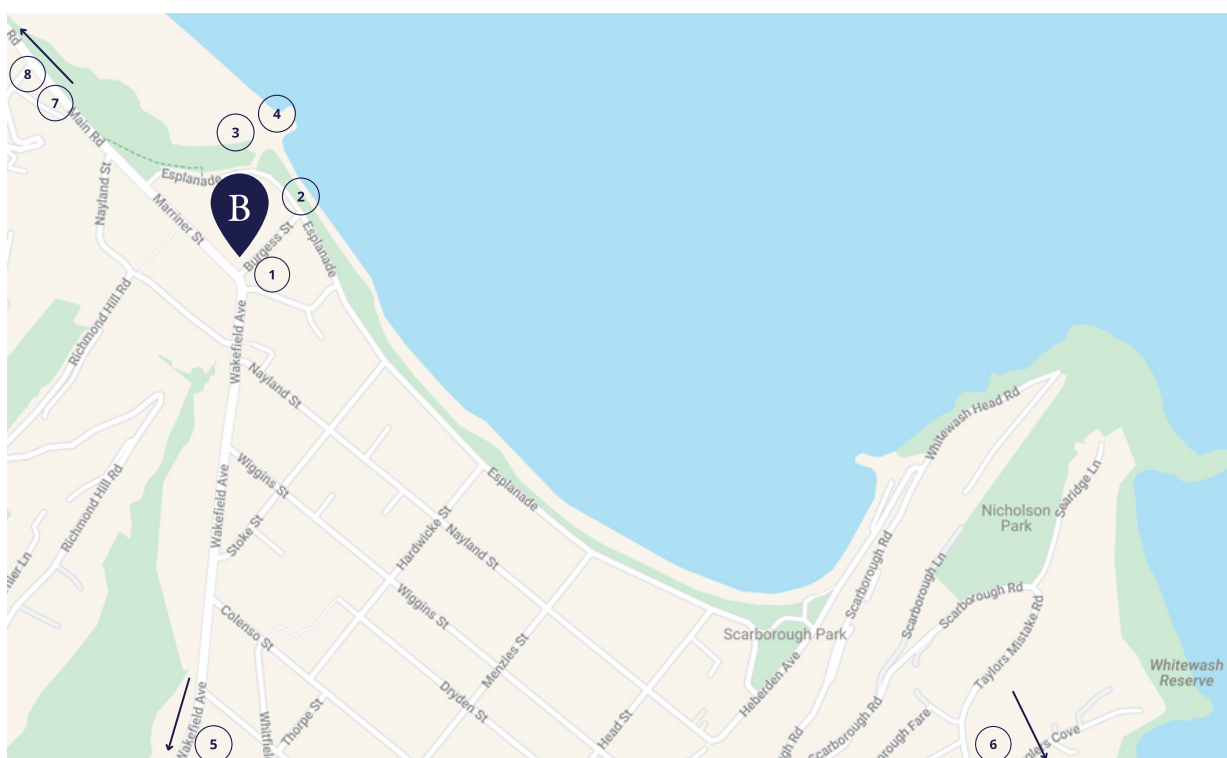 Rd
8
7
4
3
Main Rd
Esplanade
2
B
Nayland St
Marriner St
Burgess St
Esplanade
1
Richmond Hill Rd
Wakefield Ave
Nayland St
Whitewash Head Rd
Wiggins St
Richmond Hill Rd
Wakefield Ave
Stoke St
Esplanade
Hardwicke St
Nayland St
Nicholson
Park
Searidge Ln
Scarborough Rd
Scarborough Ln
Scarborough Rd
Wiggins St
Colenso St
Menzles St
Scarborough Park
Taylors Mistake Rd
Heberden Ave
Whitewash
Reserve
Dryden St
Wakefield Ave
Thorpe St
Head St
Scarborough Rd
5
6